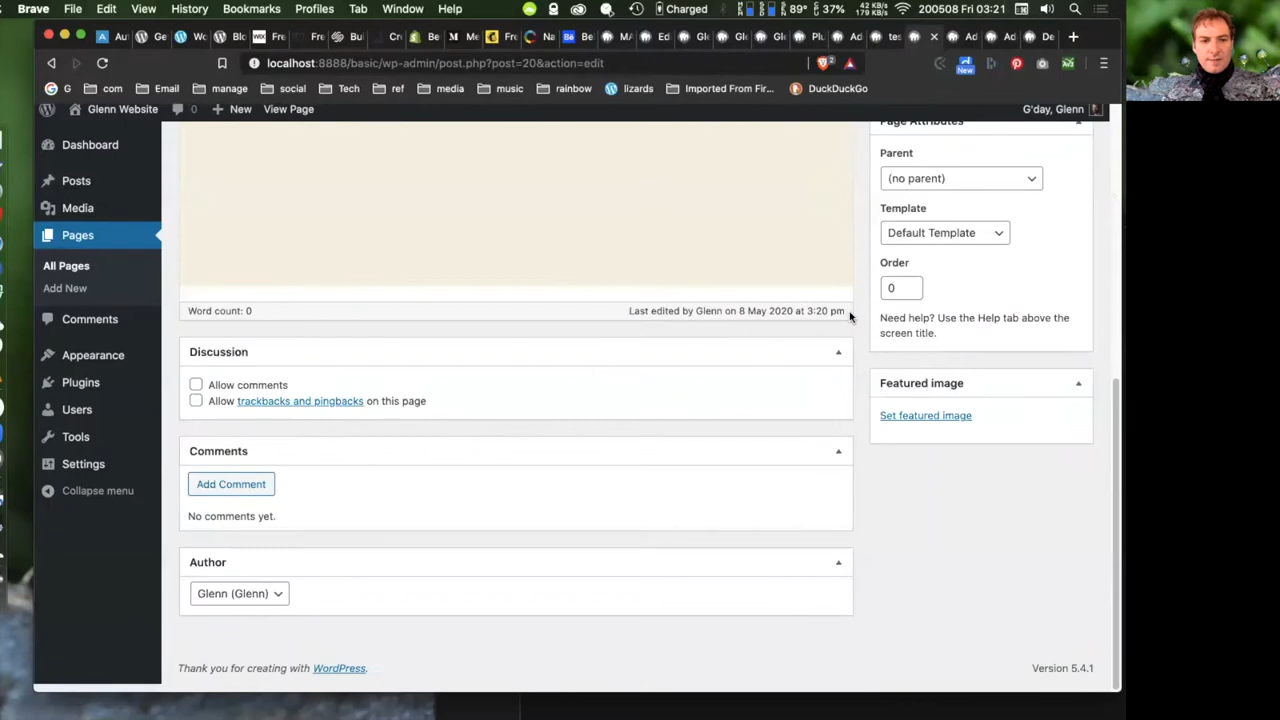 Brave File Edit View History Bookmarks Profiles Tab Window Help Charged 89° 37% 42 KB 179 KB/s 200508 Fri 03:21
localhost:8888/basic/wp-admin/post.php?post=20&action=edit 2 New
G com Email manage social Tech ref media music rainbow lizards Imported From Fir... DuckDuckGo
Glenn Website 0 New View Page G'day, Glenn
Dashboard
Posts
Media
Pages
All Pages
Add New
Comments
Appearance
Plugins
Users
Tools
Settings
Collapse menu
Word count: 0 Last edited by Glenn on 8 May 2020 at 3:20 pm
Discussion
Allow comments
Allow trackbacks and pingbacks on this page
Comments
Add Comment
No comments yet.
Author
Glenn (Glenn)
Page Attributes
Parent
(no parent)
Template
Default Template
Order
0
Need help? Use the Help tab above the
screen title.
Featured image
Set featured image
Thank you for creating with WordPress. Version 5.4.1